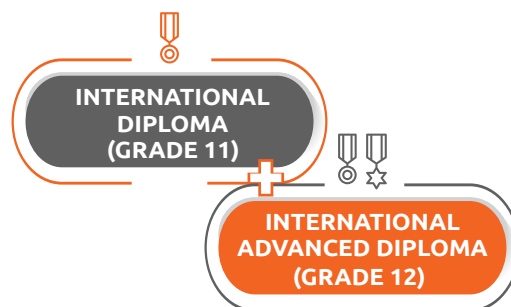 INTERNATIONAL
DIPLOMA
(GRADE 11)
INTERNATIONAL
ADVANCED DIPLOMA
(GRADE 12)